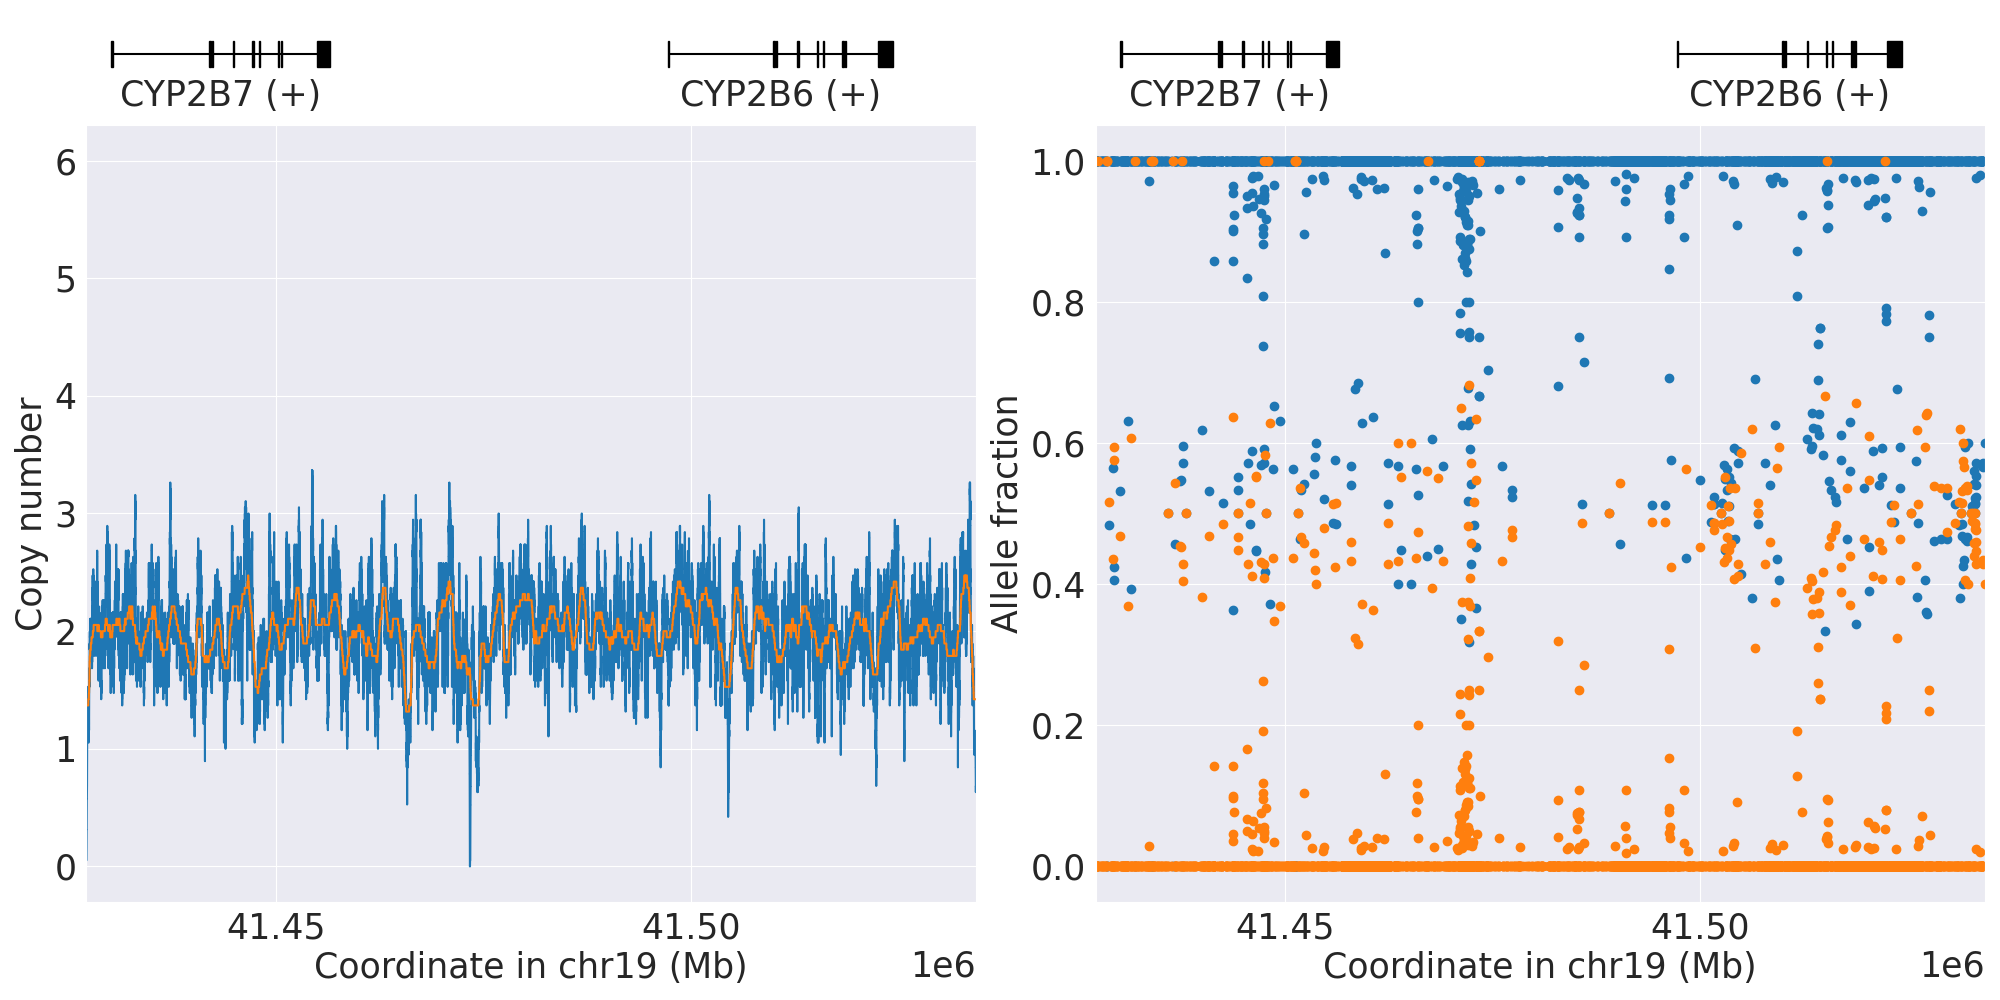 CYP2B7 (+)
CYP2B6 (+)
6
5
4
3
2
1
0
Copy number
41.45
41.50
Coordinate in chr19 (Mb)
1e6
CYP2B7 (+)
CYP2B6 (+)
1.0
0.8
0.6
0.4
0.2
0.0
Allele fraction
41.45
41.50
Coordinate in chr19 (Mb)
1e6